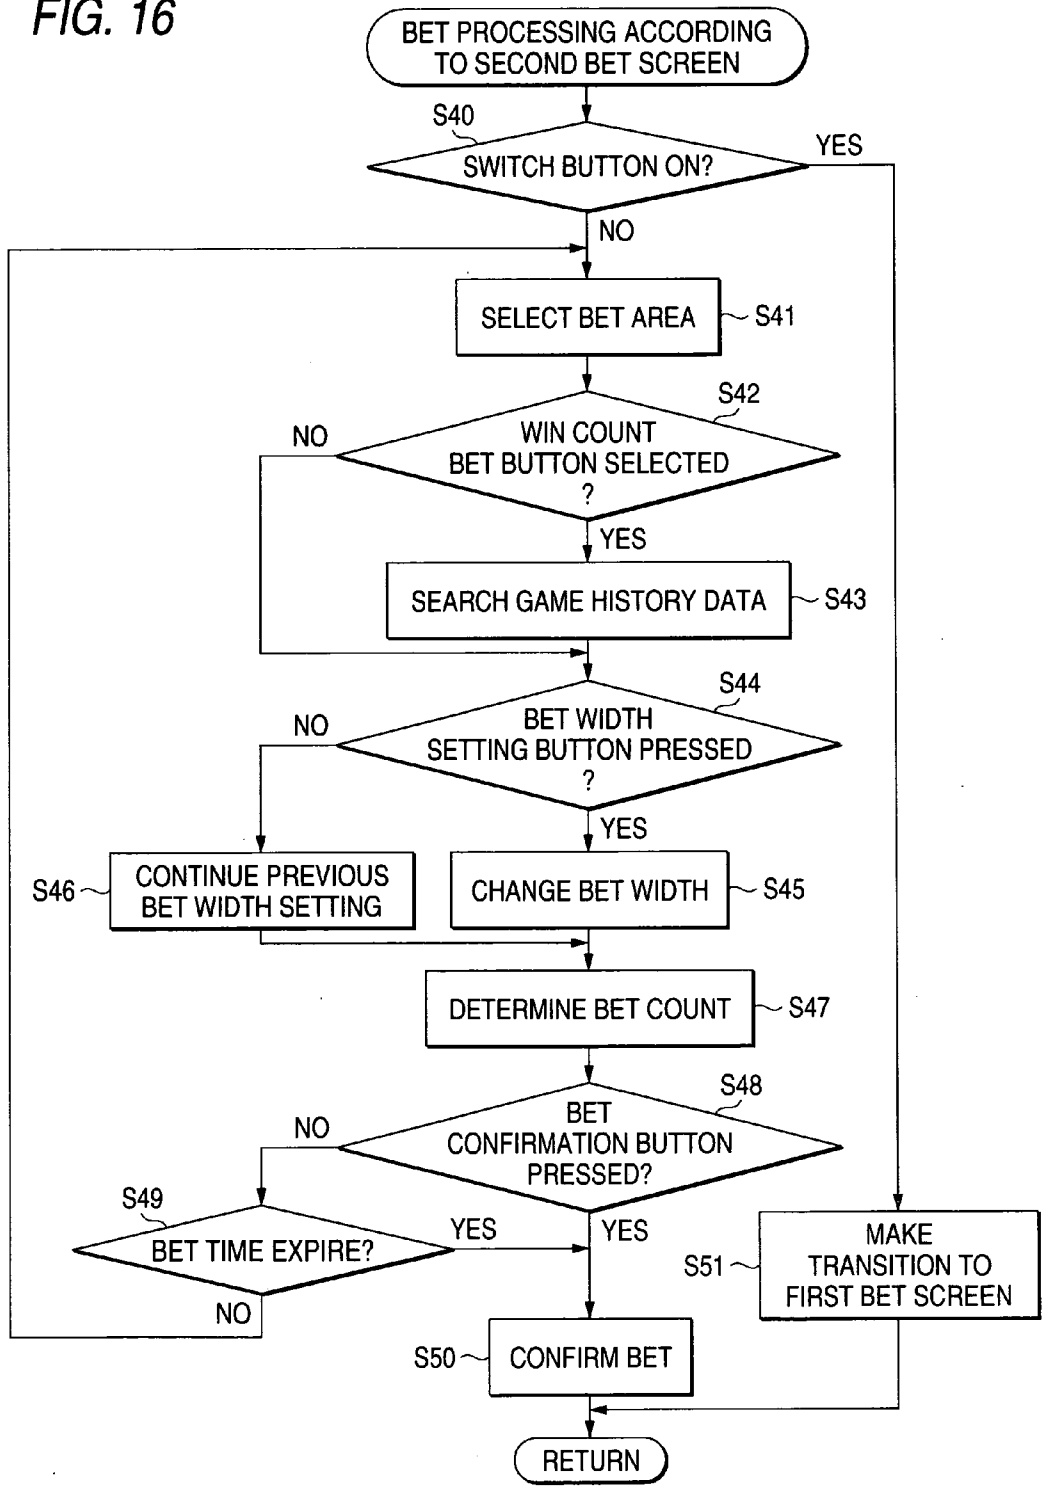 FIG. 16
BET PROCESSING ACCORDING
TO SECOND BET SCREEN
S40
SWITCH BUTTON ON?
YES
NO
SELECT BET AREA
S41
S42
NO
WIN COUNT
BET BUTTON SELECTED
?
YES
SEARCH GAME HISTORY DATA
S43
S44
NO
BET WIDTH
SETTING BUTTON PRESSED
?
YES
S46
CONTINUE PREVIOUS
BET WIDTH SETTING
CHANGE BET WIDTH
S45
DETERMINE BET COUNT
S47
S48
NO
BET
CONFIRMATION BUTTON
PRESSED?
S49
BET TIME EXPIRE?
YES
YES
NO
S51
MAKE
TRANSITION TO
FIRST BET SCREEN
S50
CONFIRM BET
RETURN